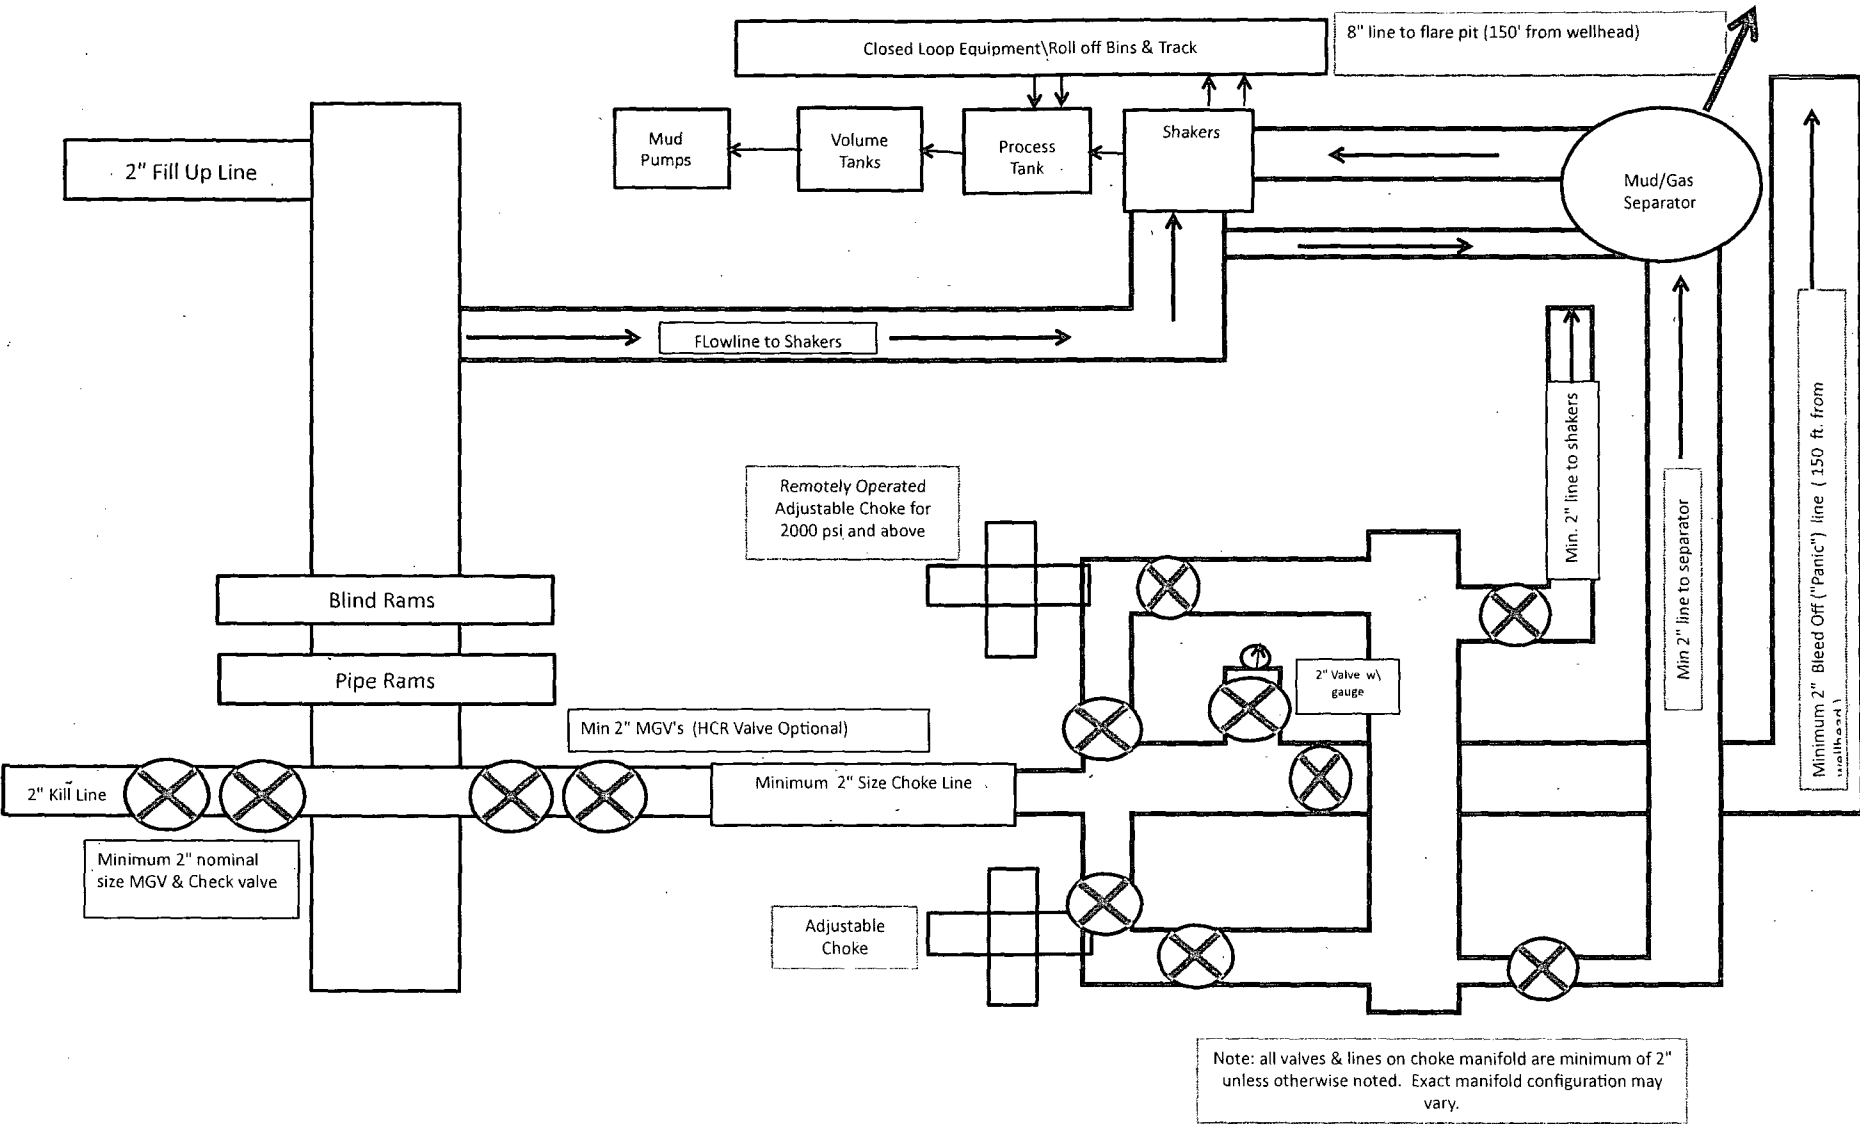 Closed Loop Equipment\Roll off Bins & Track
8" line to flare pit (150' from wellhead)
2" Fill Up Line
Mud
Pumps
Volume
Tanks
Process
Tank
Shakers
Mud/Gas
Separator
FLowline to Shakers
Remotely Operated
Adjustable Choke for
2000 psi and above
Min. 2" line to shakers
Min 2" line to separator
Minimum 2" Bleed Off ("Panic") line ( 150 ft. from
wellhead)
Blind Rams
Pipe Rams
2" Valve w\
gauge
Min 2" MGV's (HCR Valve Optional)
2" Kill Line
Minimum 2" Size Choke Line
Minimum 2" nominal
size MGV & Check valve
Adjustable
Choke
Note: all valves & lines on choke manifold are minimum of 2"
unless otherwise noted. Exact manifold configuration may
vary.